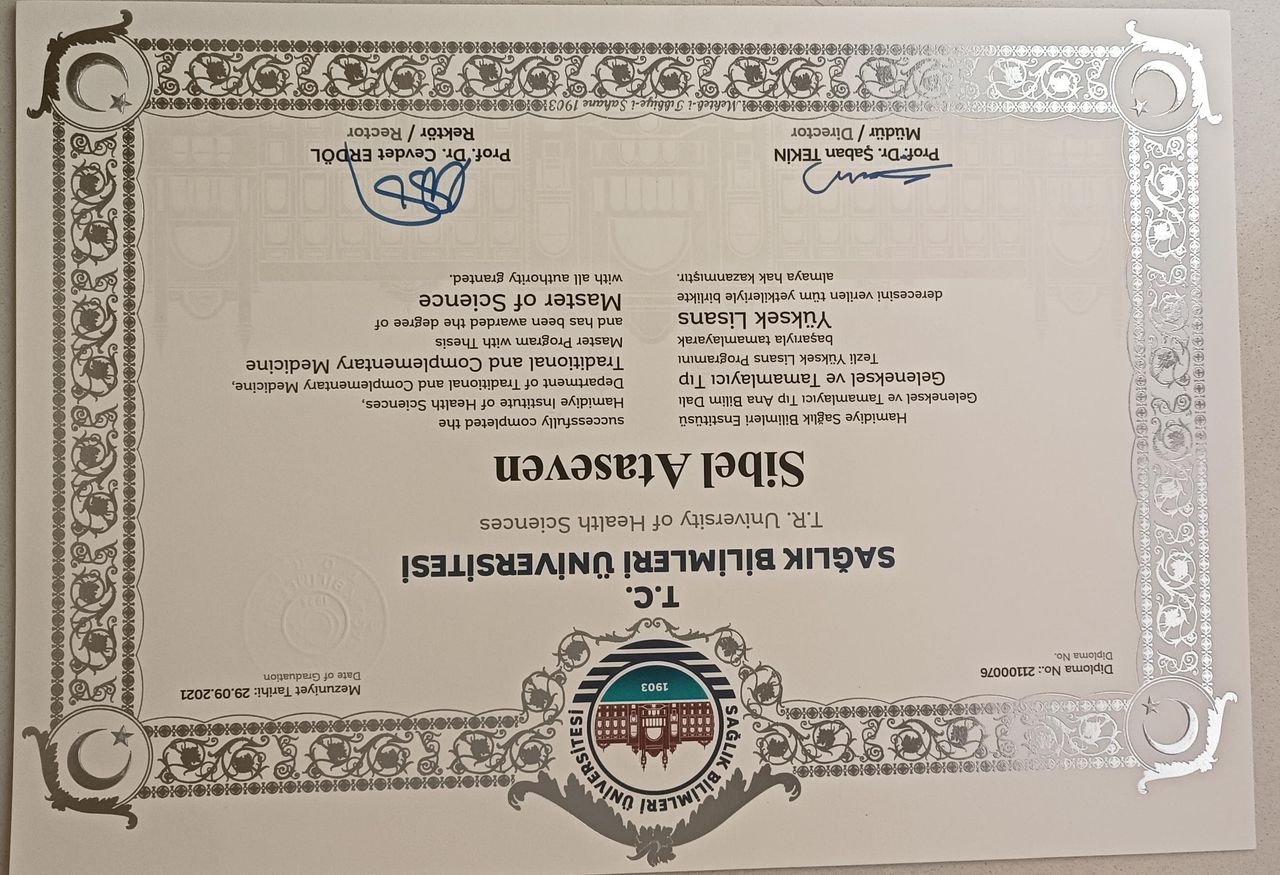 SAĞLIK BİLİMLERİ ÜNİVERSİTESİ
1903
Diploma No.: 21100076
Diploma No.
Mezuniyet Tarihi: 29.09.2021
Date of Graduation
T.C.
SAĞLIK BİLİMLERİ ÜNİVERSİTESİ
T.R. University of Health Sciences
Sibel Ataseven
Hamidiye Sağlık Bilimleri Enstitüsü
Geleneksel ve Tamamlayıcı Tıp Ana Bilim Dalı
Geleneksel ve Tamamlayıcı Tıp
Tezli Yüksek Lisans Programını
başarıyla tamamlayarak
Yüksek Lisans
derecesini verilen tüm yetkileriyle birlikte
almaya hak kazanmıştır.
successfully completed the
Hamidiye Institute of Health Sciences,
Department of Traditional and Complementary Medicine,
Traditional and Complementary Medicine
Master Program with Thesis
and has been awarded the degree of
Master of Science
with all authority granted.
Prof. Dr. Şaban TEKİN
Müdür / Director
Prof. Dr. Cevdet ERDÖL
Rektör / Rector
Mekteb-i Tıbbiye-i Şahane 1903